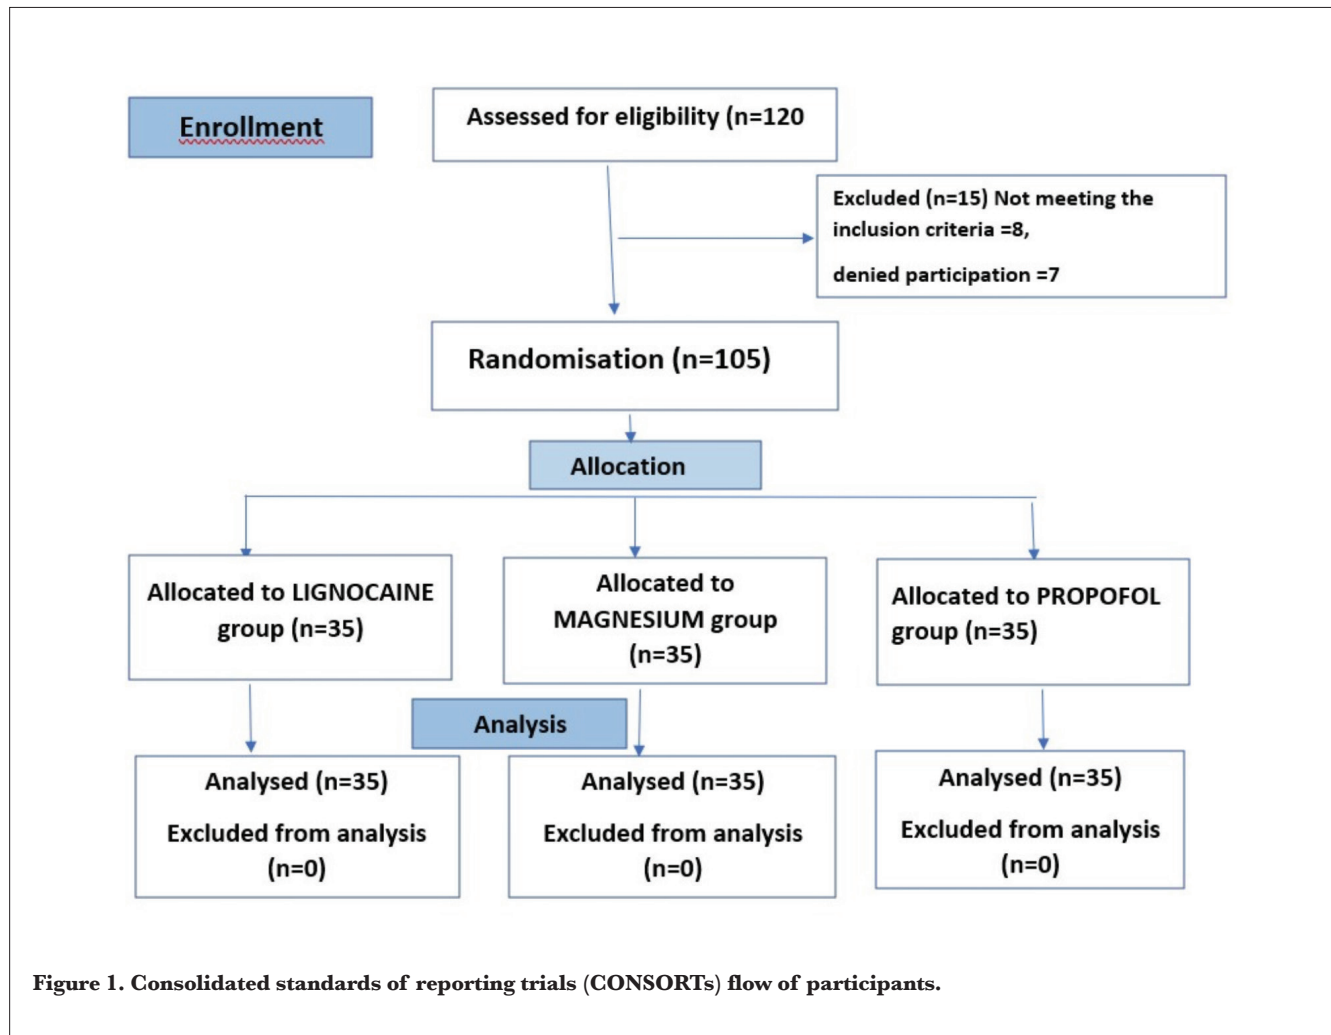 Enrollment
Assessed for eligibility (n=120
Excluded (n=15) Not meeting the
inclusion criteria =8,
denied participation =7
Randomisation (n=105)
Allocation
Allocated to LIGNOCAINE
group (n=35)
Allocated to
MAGNESIUM group
(n=35)
Allocated to PROPOFOL
group (n=35)
Analysis
Analysed (n=35)
Excluded from analysis
(n=0)
Analysed (n=35)
Excluded from analysis
(n=0)
Analysed (n=35)
Excluded from analysis
(n=0)
Figure 1. Consolidated standards of reporting trials (CONSORTs) flow of participants.